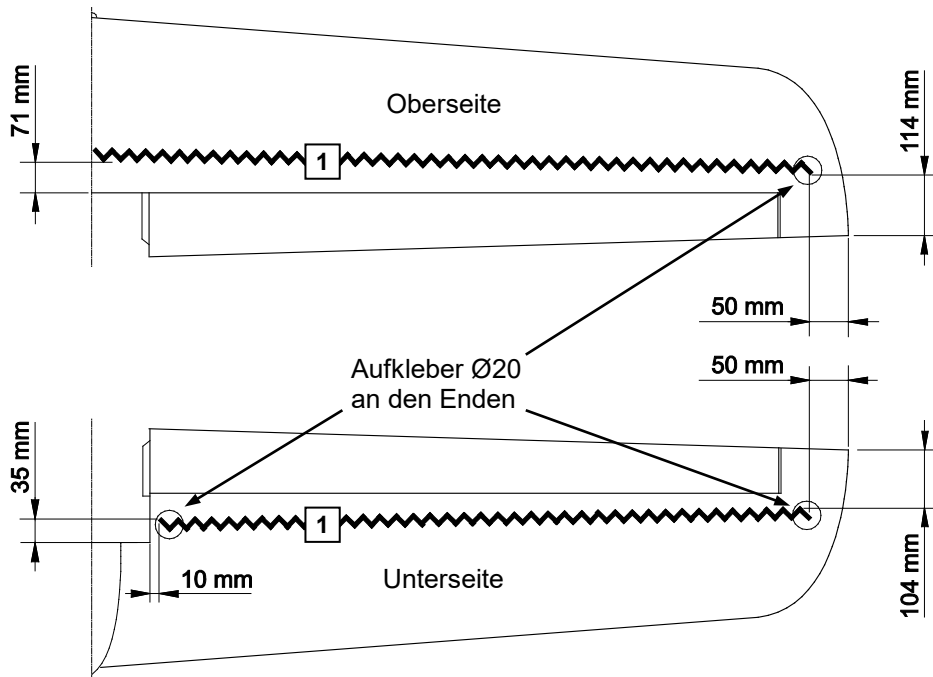 71 mm
Oberseite
1
114 mm
50 mm
Aufkleber Ø20
an den Enden
50 mm
35 mm
1
10 mm
Unterseite
104 mm